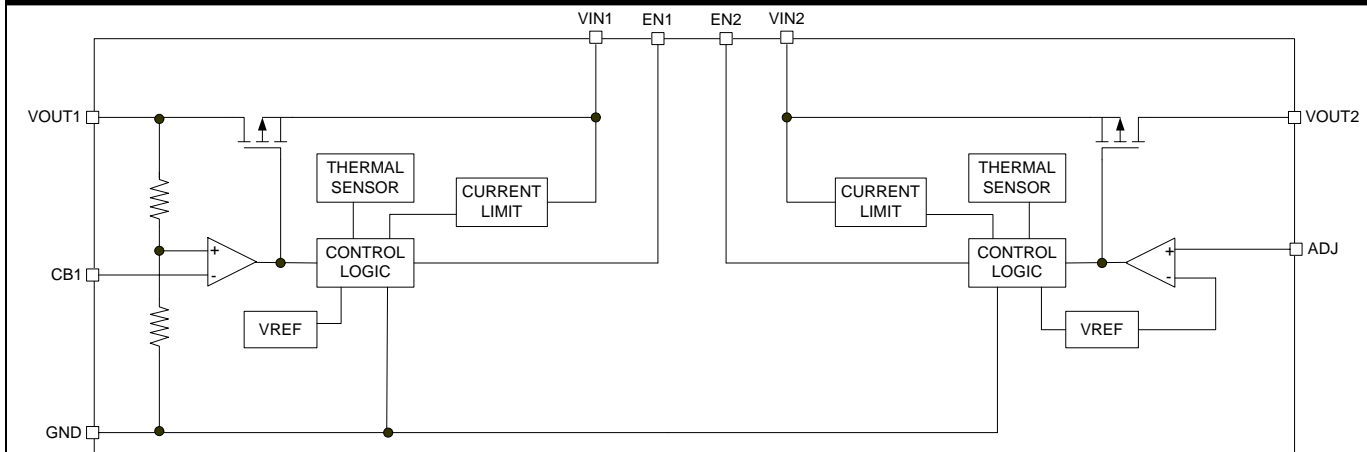 VIN1 EN1 EN2 VIN2
VOUT1
VOUT2
THERMAL
SENSOR
CURRENT
LIMIT
CURRENT
LIMIT
THERMAL
SENSOR
+
-
CONTROL
LOGIC
CONTROL
LOGIC
+
-
ADJ
CB1
VREF
VREF
GND